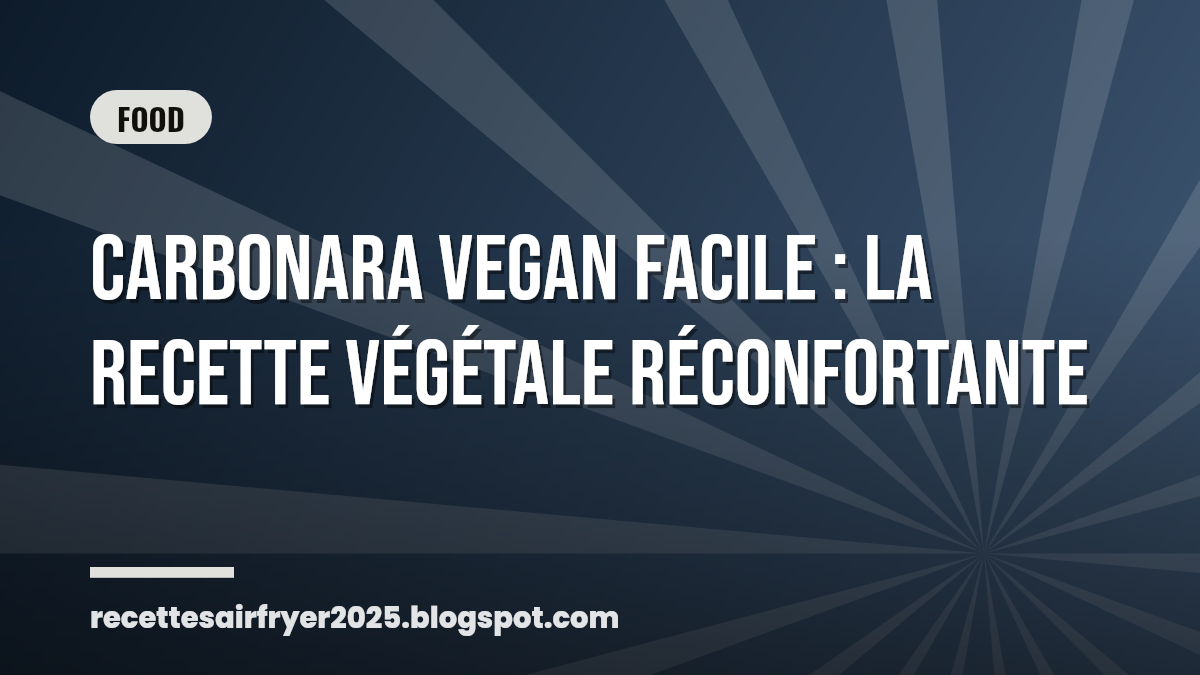 FOOD
CARBONARA VEGAN FACILE : LA
RECETTE VÉGÉTALE RÉCONFORTANTE
recettesairfryer2025.blogspot.com